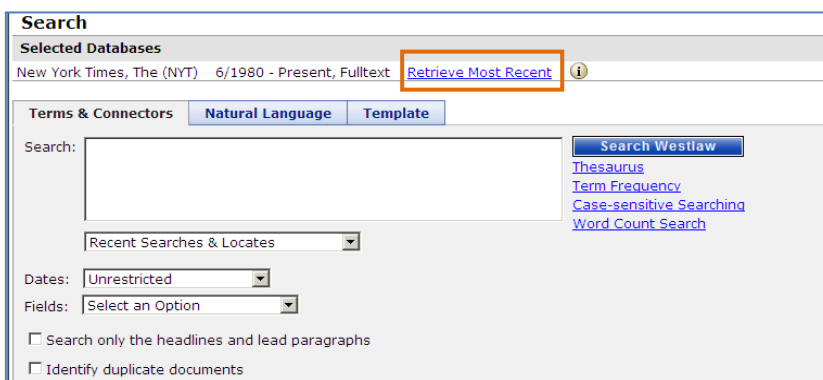 Search
Selected Databases
New York Times, The (NYT) 6/1980 - Present, Fulltext Retrieve Most Recent i
Terms & Connectors Natural Language Template
Search: Search Westlaw
Thesaurus
Term Frequency
Case-sensitive Searching
Word Count Search
Recent Searches & Locates
Dates: Unrestricted
Fields: Select an Option
Search only the headlines and lead paragraphs
Identify duplicate documents